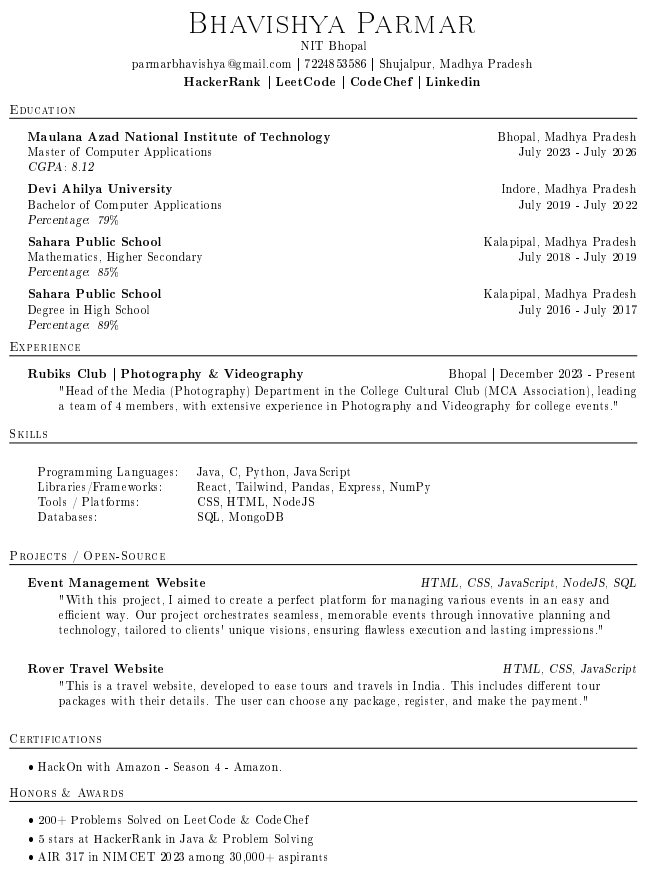 Bhavishya Parmar
NIT Bhopal
parmarbhavishya@gmail.com | 7224853586 | Shujalpur, Madhya Pradesh
HackerRank | LeetCode | CodeChef | Linkedin
Education
Maulana Azad National Institute of Technology Bhopal, Madhya Pradesh
Master of Computer Applications July 2023 - July 2026
CGPA: 8.12
Devi Ahilya University Indore, Madhya Pradesh
Bachelor of Computer Applications July 2019 - July 2022
Percentage: 79%
Sahara Public School Kalapipal, Madhya Pradesh
Mathematics, Higher Secondary July 2018 - July 2019
Percentage: 85%
Sahara Public School Kalapipal, Madhya Pradesh
Degree in High School July 2016 - July 2017
Percentage: 89%
Experience
Rubiks Club | Photography & Videography Bhopal | December 2023 - Present
"Head of the Media (Photography) Department in the College Cultural Club (MCA Association), leading
a team of 4 members, with extensive experience in Photography and Videography for college events."
Skills
Programming Languages: Java, C, Python, JavaScript
Libraries/Frameworks: React, Tailwind, Pandas, Express, NumPy
Tools / Platforms: CSS, HTML, NodeJS
Databases: SQL, MongoDB
Projects / Open-Source
Event Management Website HTML, CSS, JavaScript, NodeJS, SQL
"With this project, I aimed to create a perfect platform for managing various events in an easy and
efficient way. Our project orchestrates seamless, memorable events through innovative planning and
technology, tailored to clients' unique visions, ensuring flawless execution and lasting impressions."
Rover Travel Website HTML, CSS, JavaScript
"This is a travel website, developed to ease tours and travels in India. This includes different tour
packages with their details. The user can choose any package, register, and make the payment."
Certifications
• HackOn with Amazon - Season 4 - Amazon.
Honors & Awards
• 200+ Problems Solved on LeetCode & CodeChef
• 5 stars at HackerRank in Java & Problem Solving
• AIR 317 in NIMCET 2023 among 30,000+ aspirants